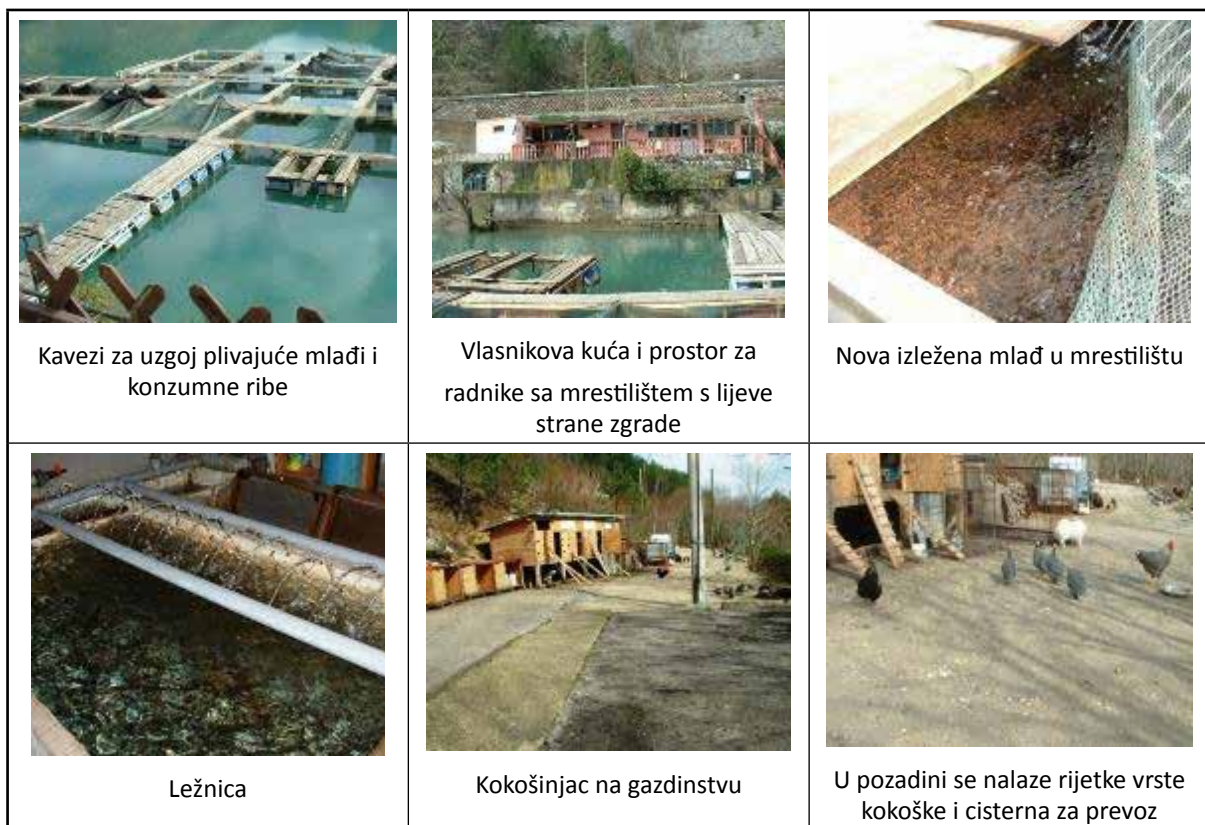 Kavezi za uzgoj plivajuće mlađi i
konzumne ribe
Vlasnikova kuća i prostor za
radnike sa mrestilištem s lijeve
strane zgrade
Nova izležena mlađ u mrestilištu
Ležnica
Kokošinjac na gazdinstvu
U pozadini se nalaze rijetke vrste
kokoške i cisterna za prevoz